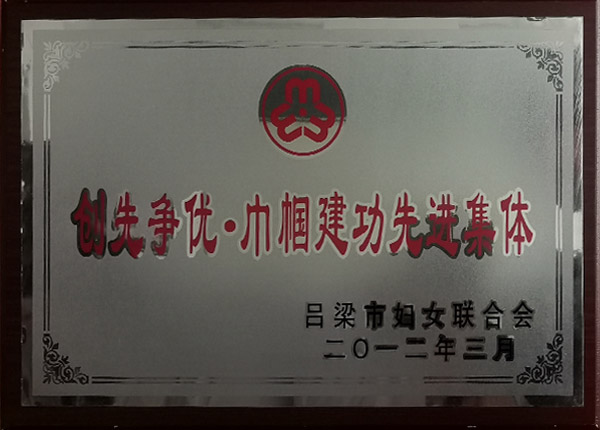 创先争优·巾帼建功先进集体
吕梁市妇女联合会
二〇一二年三月